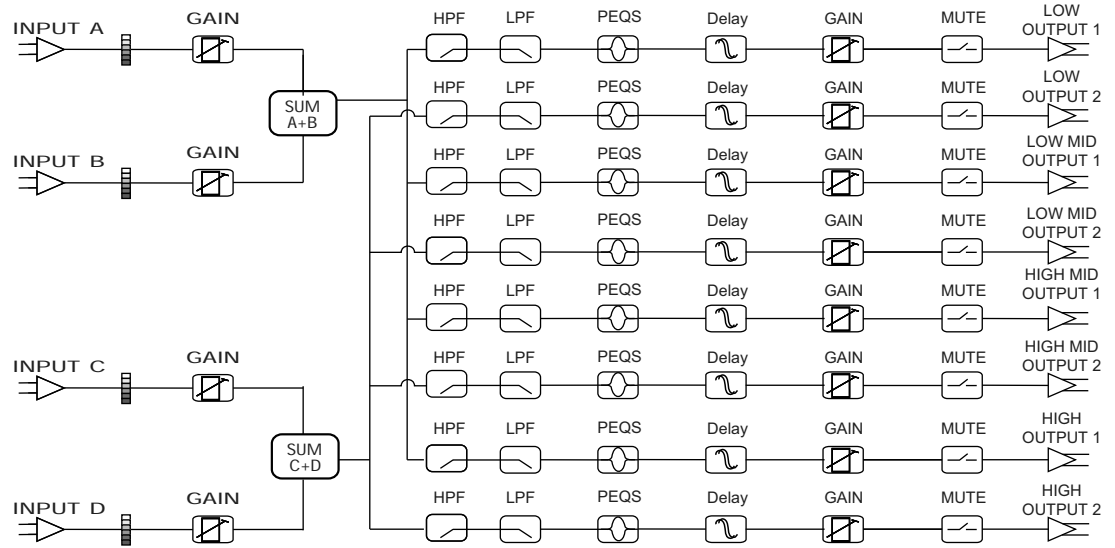 INPUT A
GAIN
HPF LPF PEQS Delay GAIN MUTE
LOW
OUTPUT 1
SUM
A+B
HPF LPF PEQS Delay GAIN MUTE
LOW
OUTPUT 2
INPUT B
GAIN
HPF LPF PEQS Delay GAIN MUTE
LOW MID
OUTPUT 1
HPF LPF PEQS Delay GAIN MUTE
LOW MID
OUTPUT 2
HPF LPF PEQS Delay GAIN MUTE
HIGH MID
OUTPUT 1
INPUT C
GAIN
HPF LPF PEQS Delay GAIN MUTE
HIGH MID
OUTPUT 2
SUM
C+D
HPF LPF PEQS Delay GAIN MUTE
HIGH
OUTPUT 1
INPUT D
GAIN
HPF LPF PEQS Delay GAIN MUTE
HIGH
OUTPUT 2